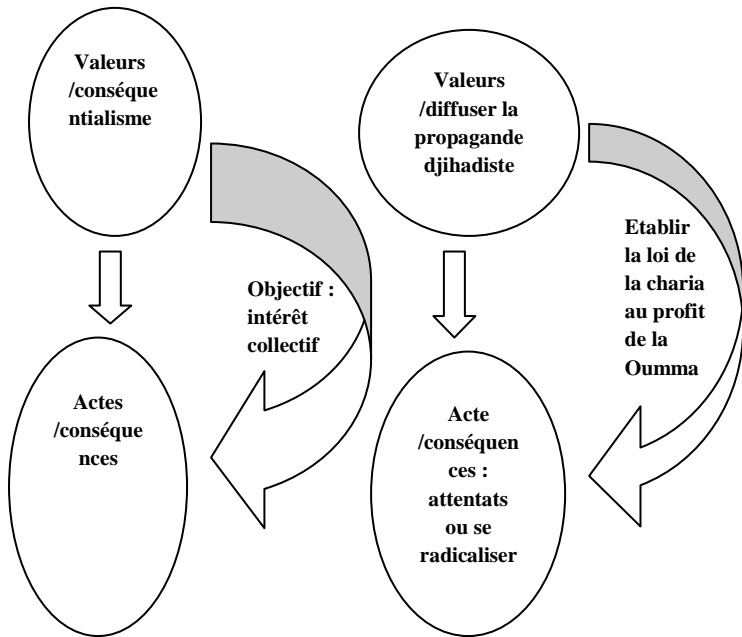 Valeurs
/conséque
ntialisme
Valeurs
/diffuser la
propagande
djihadiste
Objectif :
intérêt
collectif
Etablir
la loi de
la charia
au profit
de la
Oumma
Actes
/conséque
nces
Acte
/conséquen
ces :
attentats
ou se
radicaliser